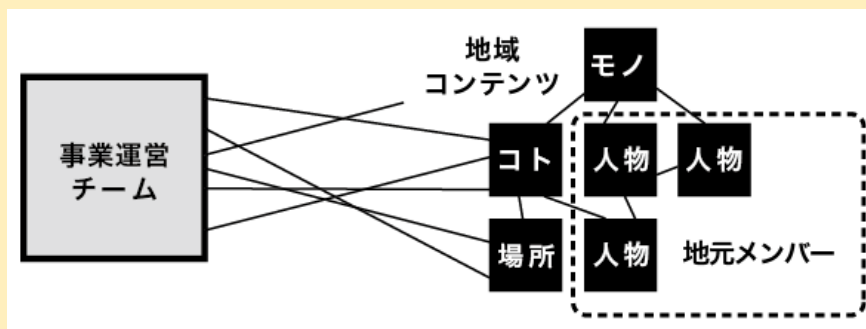 事業運営
チーム
地域
コンテンツ
モノ
コト
人物
人物
場所
人物
地元メンバー